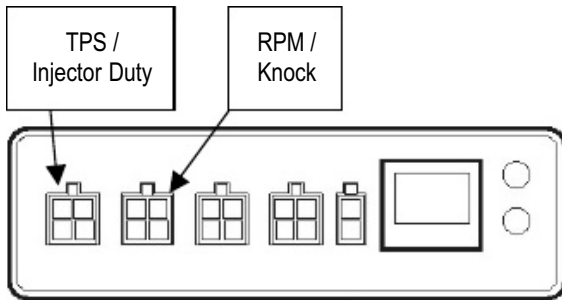 TPS /
Injector Duty
RPM /
Knock